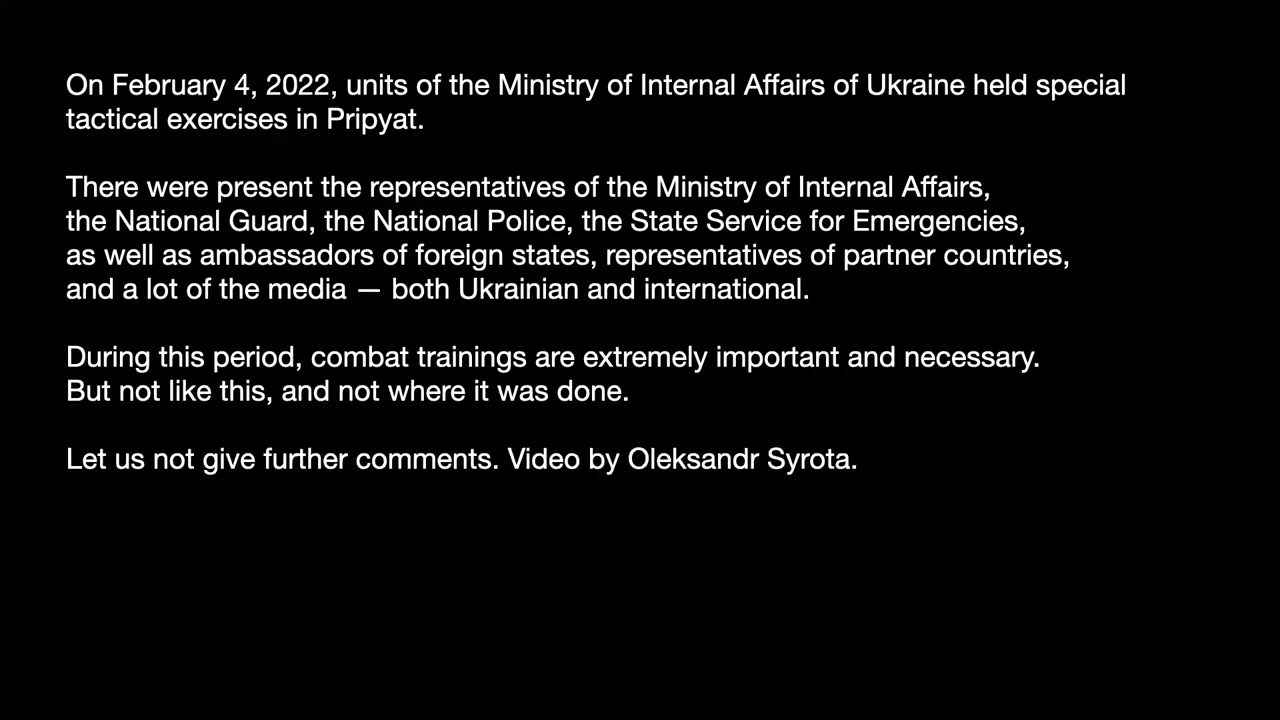 On February 4, 2022, units of the Ministry of Internal Affairs of Ukraine held special
tactical exercises in Pripyat.
There were present the representatives of the Ministry of Internal Affairs,
the National Guard, the National Police, the State Service for Emergencies,
as well as ambassadors of foreign states, representatives of partner countries,
and a lot of the media — both Ukrainian and international.
During this period, combat trainings are extremely important and necessary.
But not like this, and not where it was done.
Let us not give further comments. Video by Oleksandr Syrota.